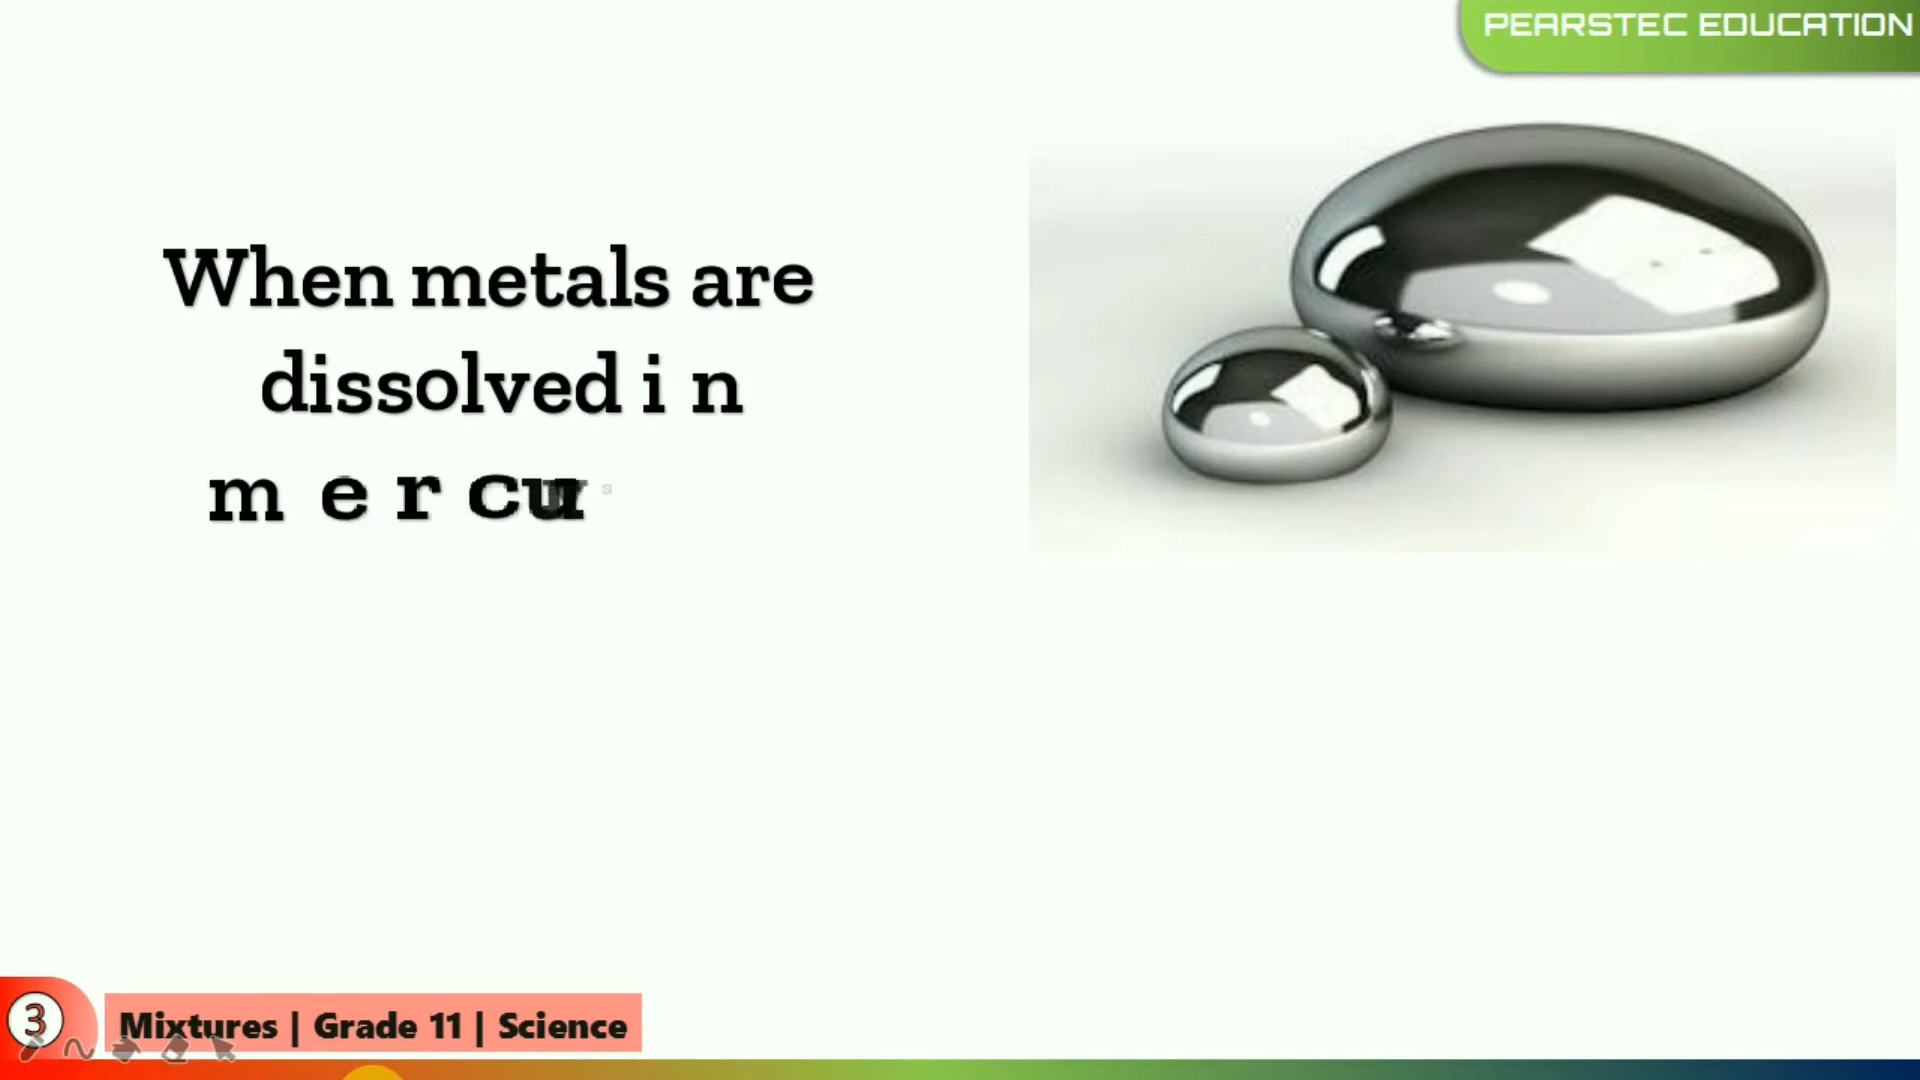 PEARSTEC EDUCATION
When metals are
dissolved i n
m e r cu
3
Mixtures | Grade 11 | Science